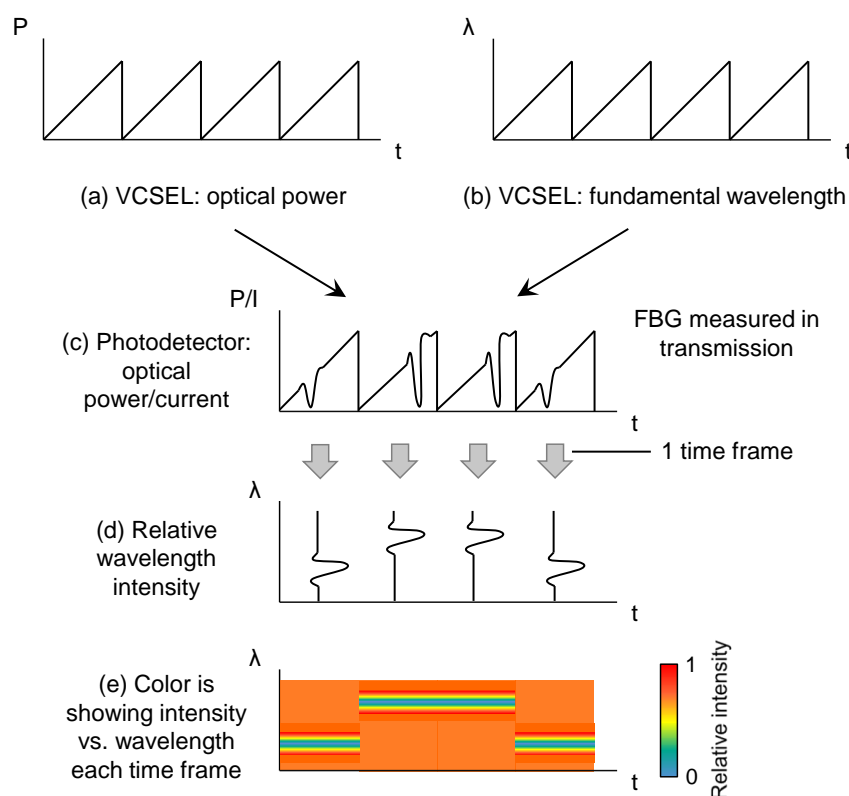 P
t
(a) VCSEL: optical power
λ
t
(b) VCSEL: fundamental wavelength
P/I
(c) Photodetector:
optical
power/current
t
FBG measured in
transmission
1 time frame
λ
(d) Relative
wavelength
intensity
t
λ
(e) Color is
showing intensity
vs. wavelength
each time frame
t
1
0
Relative intensity